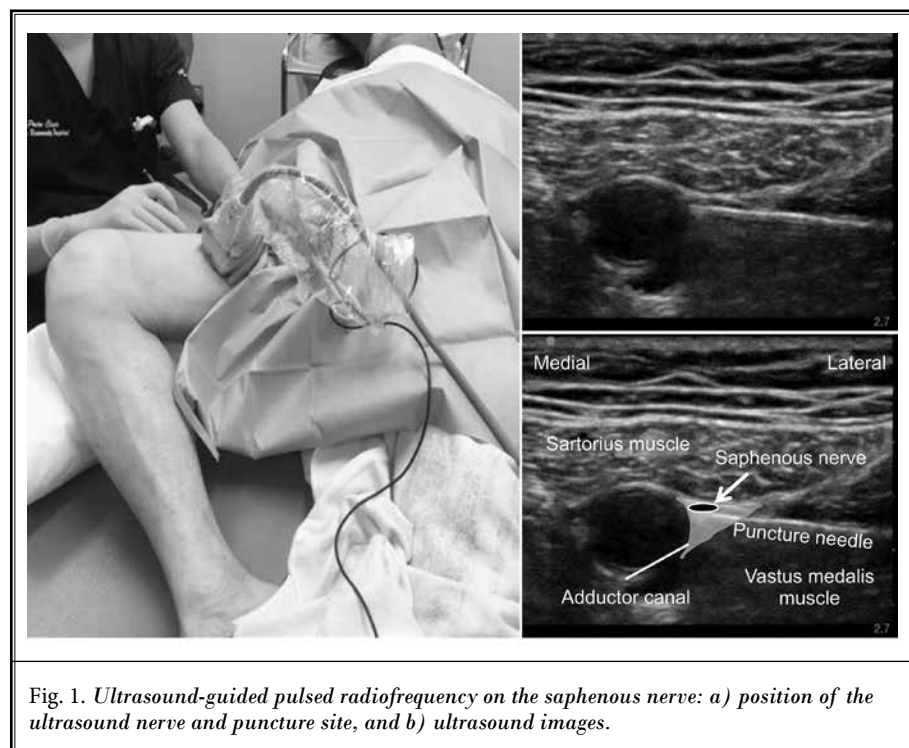 2.7
Medial
Lateral
Sartorius muscle
Saphenous nerve
Puncture needle
Adductor canal
Vastus medalis
muscle
2.7
Fig. 1. Ultrasound-guided pulsed radiofrequency on the saphenous nerve: a) position of the
ultrasound nerve and puncture site, and b) ultrasound images.